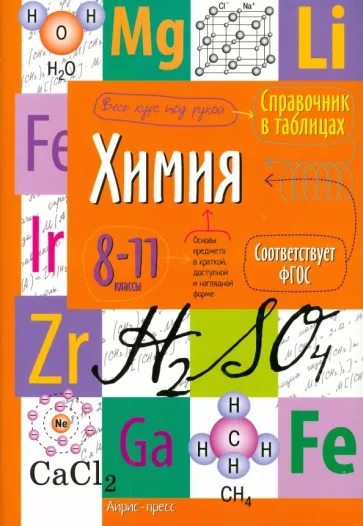 H O H
H₂O
Mg
Cl⁻ Na⁺
Li
Fe
Весь курс под рукой
Справочник
в таблицах
Химия
Ir
8-11
классы
Основы
предмета
в краткой,
доступной
и наглядной
форме
Соответствует
ФГОС
Zr
H₂SO₄
Ne
CaCl₂
Ga
H
H C H
H
CH₄
Fe
Айрис-пресс